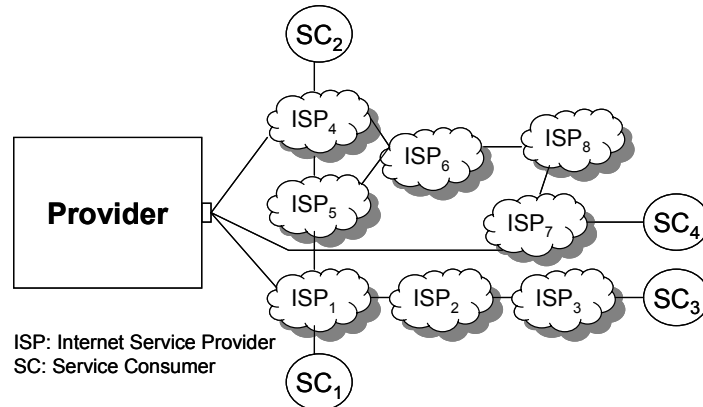 SC2
ISP4
ISP8
ISP6
Provider
ISP5
ISP7
SC4
ISP1
ISP2
ISP3
SC3
ISP: Internet Service Provider
SC: Service Consumer
SC1